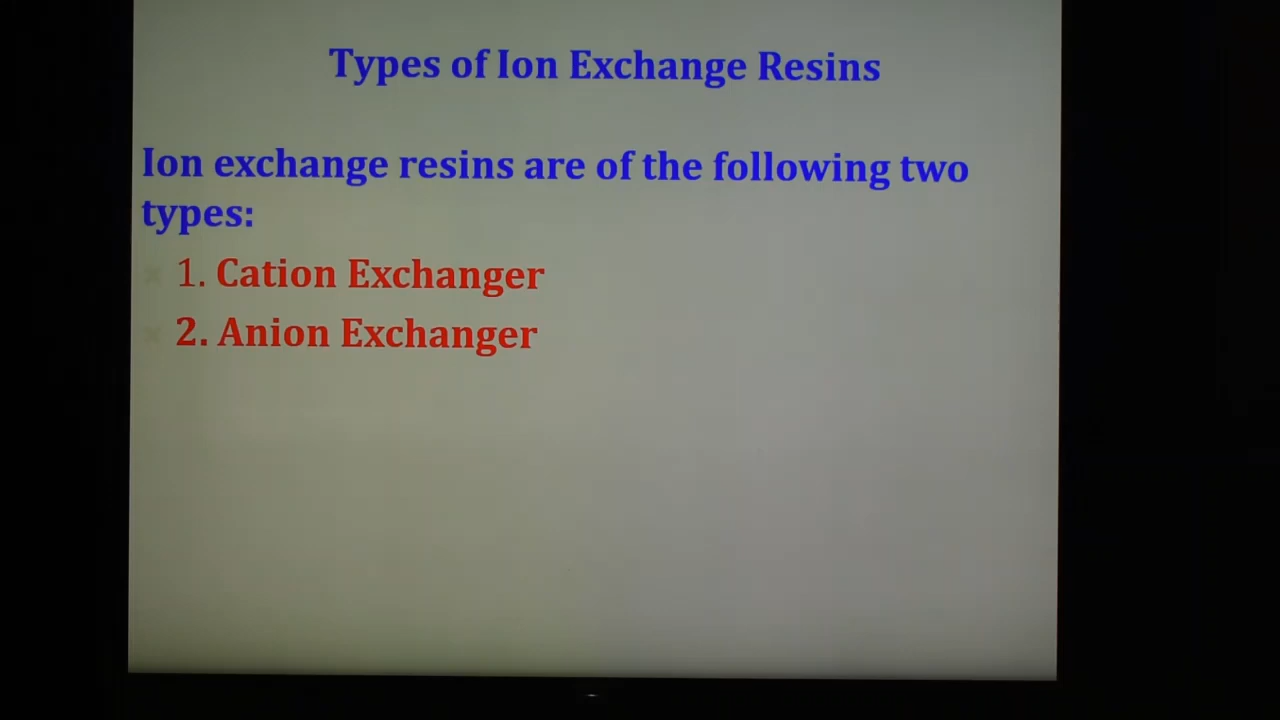 Types of Ion Exchange Resins
Ion exchange resins are of the following two
types:
1. Cation Exchanger
2. Anion Exchanger